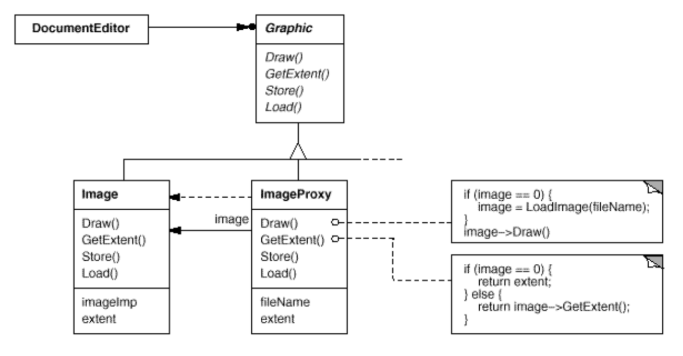 DocumentEditor
Graphic
Draw()
GetExtent()
Store()
Load()
Image
Draw()
GetExtent()
Store()
Load()
imageImp
extent
image
ImageProxy
Draw()
GetExtent()
Store()
Load()
fileName
extent
if (image == 0) {
image = LoadImage(fileName);
}
image->Draw()
if (image == 0) {
return extent;
} else {
return image->GetExtent();
}